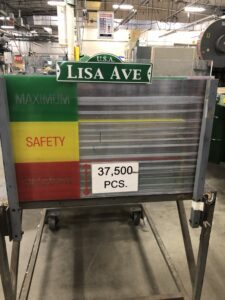 U.S.A
LISA AVE
MAXIMUM
SAFETY
37,500
PCS.